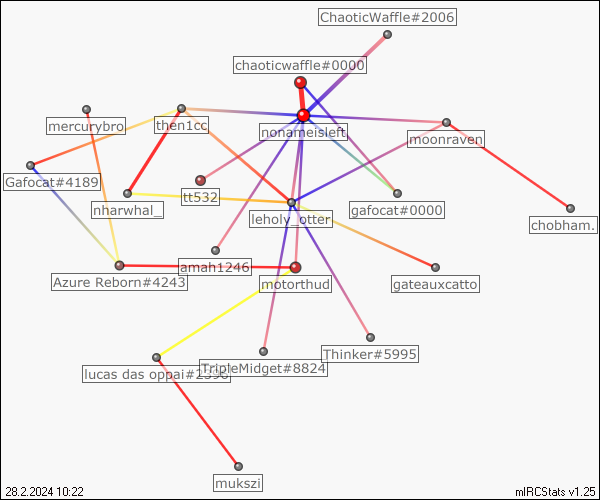 ChaoticWaffle#2006
chaoticwaffle#0000
mercurybro
then1cc
nonameisleft
moonraven
Gafocat#4189
nharwhal_
tt532
leholy_otter
gafocat#0000
chobham.
amah1246
Azure Reborn#4243
motorthud
gateauxcatto
Thinker#5995
TripleMidget#8824
lucas das oppai#2396
mukszi
28.2.2024 10:22
mIRCStats v1.25